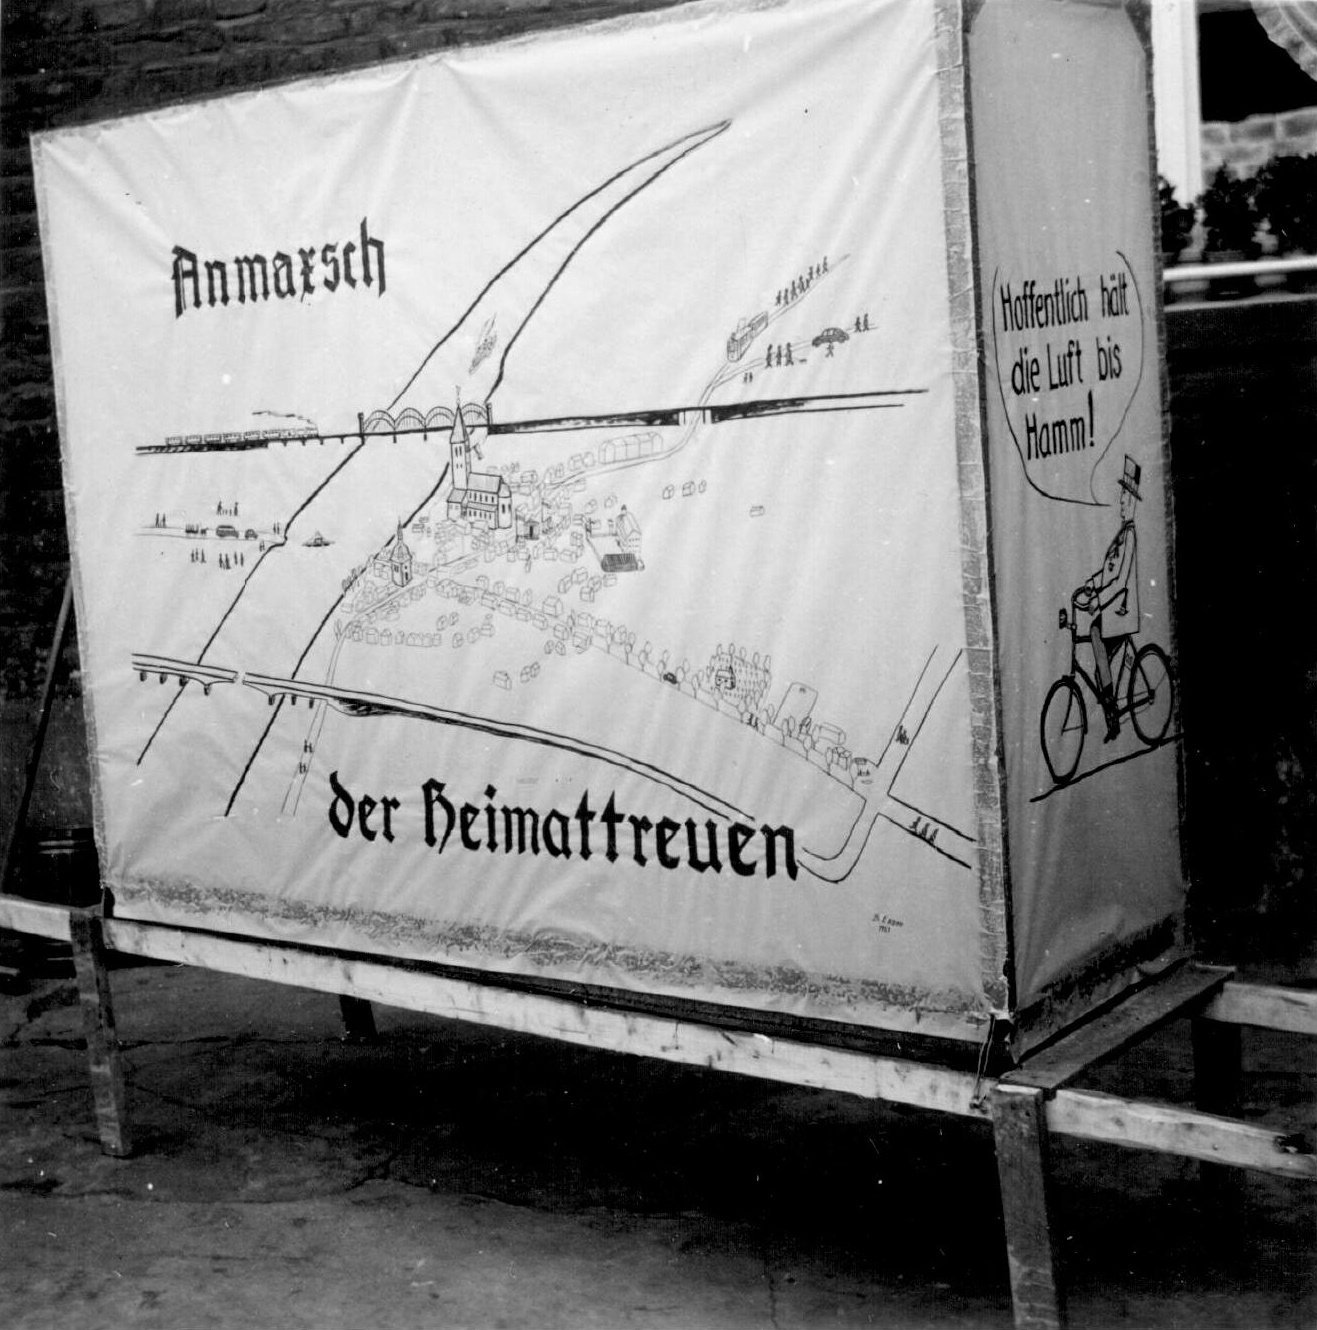 Anmarsch
der Heimattreuen
Hoffentlich hält
die Luft bis
Hamm!